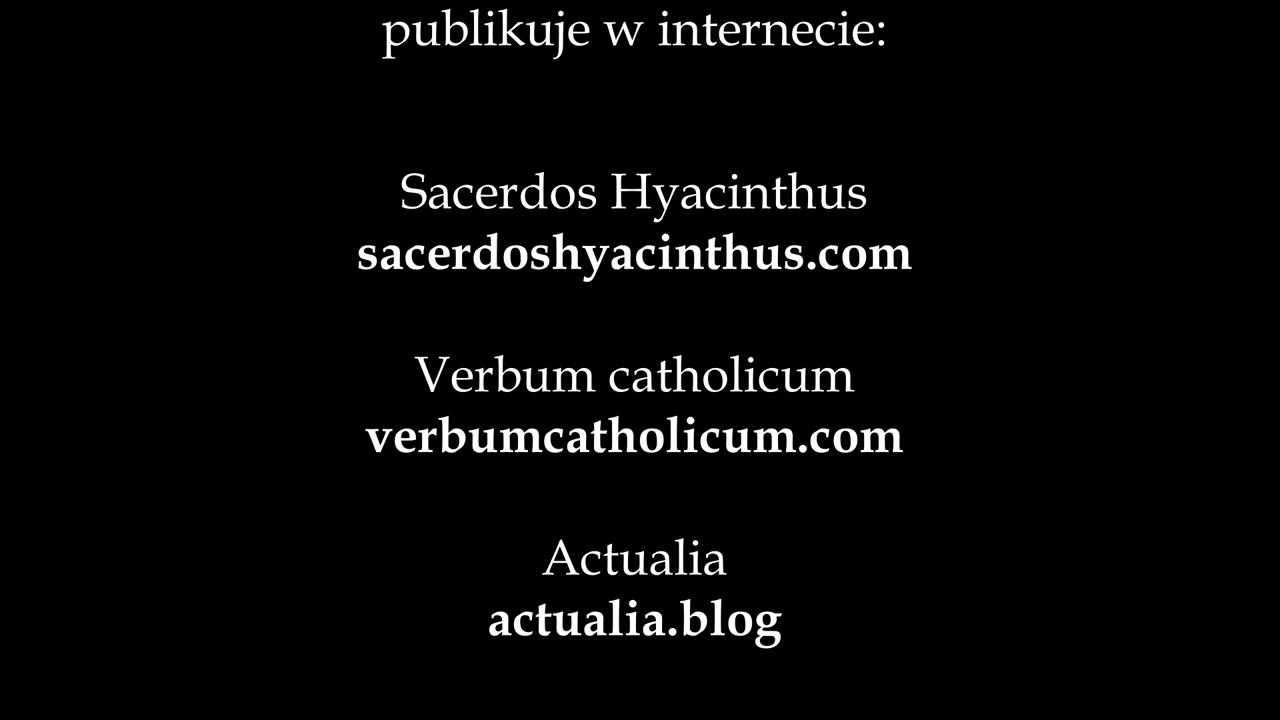 publikuje w internecie:
Sacerdos Hyacinthus
sacerdoshyacinthus.com
Verbum catholicum
verbumcatholicum.com
Actualia
actualia.blog